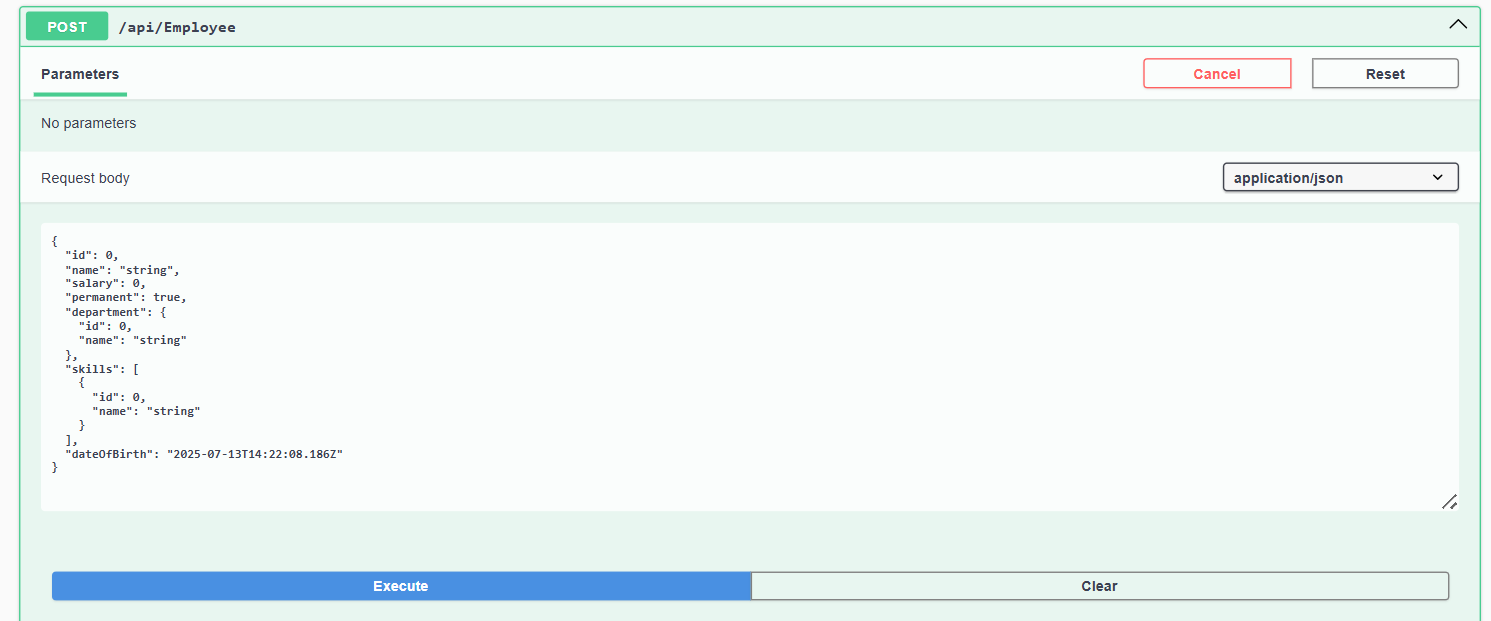 POST /api/Employee
Parameters Cancel Reset
No parameters
Request body application/json
{
  "id": 0,
  "name": "string",
  "salary": 0,
  "permanent": true,
  "department": {
    "id": 0,
    "name": "string"
  },
  "skills": [
    {
      "id": 0,
      "name": "string"
    }
  ],
  "dateOfBirth": "2025-07-13T14:22:08.186Z"
}
Execute Clear